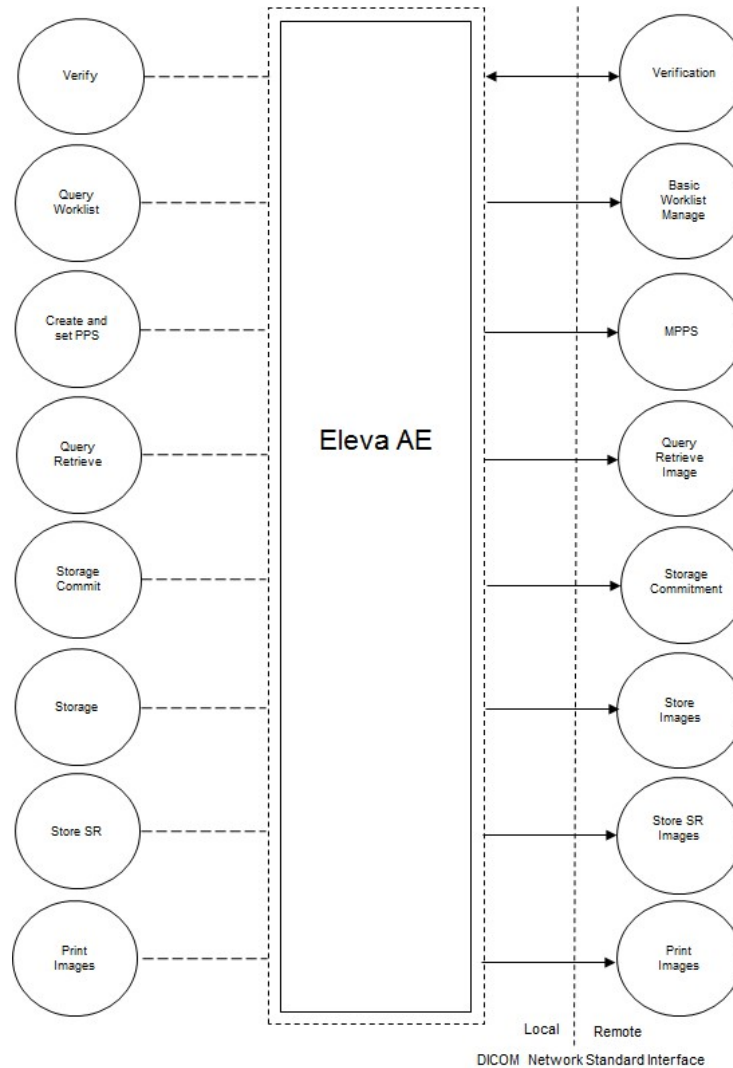 Verify
Verification
Query
Worklist
Basic
Worklist
Manage
Create and
set PPS
MPPS
Eleva AE
Query
Retrieve
Query
Retrieve
Image
Storage
Commit
Storage
Commitment
Storage
Store
Images
Store SR
Store SR
Images
Print
Images
Print
Images
Local
Remote
DICOM Network Standard Interface